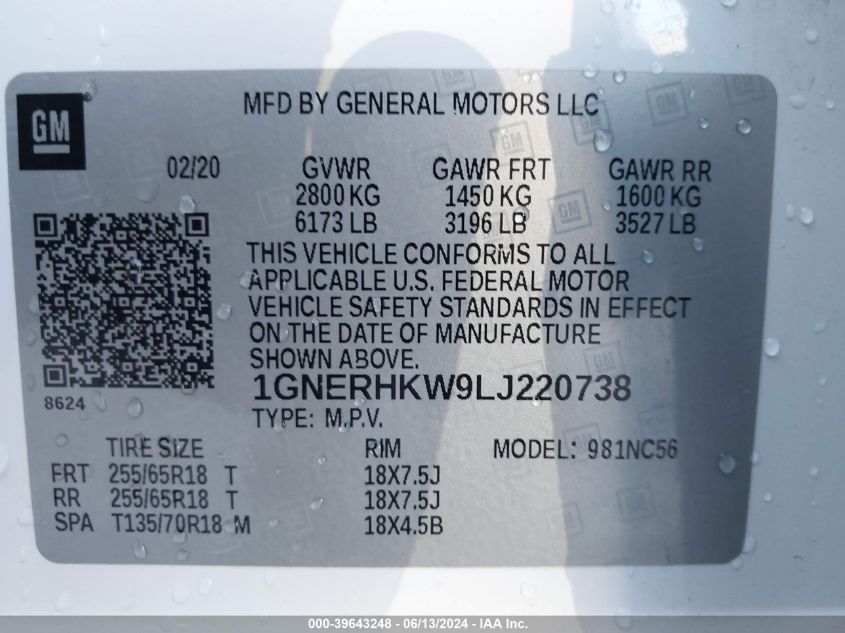 GM
MFD BY GENERAL MOTORS LLC
02/20 GVWR GAWR FRT GAWR RR
2800 KG 1450 KG 1600 KG
6173 LB 3196 LB 3527 LB
THIS VEHICLE CONFORMS TO ALL
APPLICABLE U.S. FEDERAL MOTOR
VEHICLE SAFETY STANDARDS IN EFFECT
ON THE DATE OF MANUFACTURE
SHOWN ABOVE.
8624
1GNERHKW9LJ220738
TYPE: M.P.V.
TIRE SIZE RIM MODEL: 981NC56
FRT 255/65R18 T 18X7.5J
RR 255/65R18 T 18X7.5J
SPA T135/70R18 M 18X4.5B
000-39643248 - 06/13/2024 - IAA Inc.